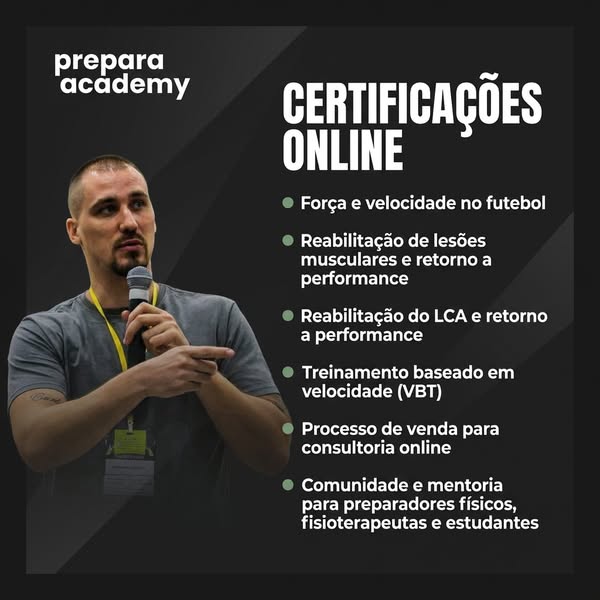 prepara
academy
CERTIFICAÇÕES
ONLINE
Força e velocidade no futebol
Reabilitação de lesões
musculares e retorno a
performance
Reabilitação do LCA e retorno
a performance
Treinamento baseado em
velocidade (VBT)
Processo de venda para
consultoria online
Comunidade e mentoria
para preparadores físicos,
fisioterapeutas e estudantes